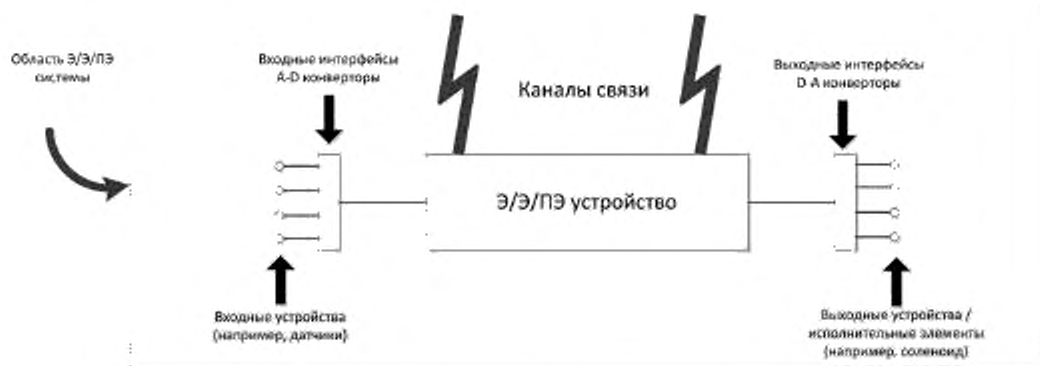 Область Э/Э/ПЭ
системы
Входные интерфейсы
A-D конверторы
Каналы связи
Выходные интерфейсы
D-A конверторы
Э/Э/ПЭ устройство
Входные устройства
(например, датчики)
Выходные устройства /
исполнительные элементы
(например, соленоид)